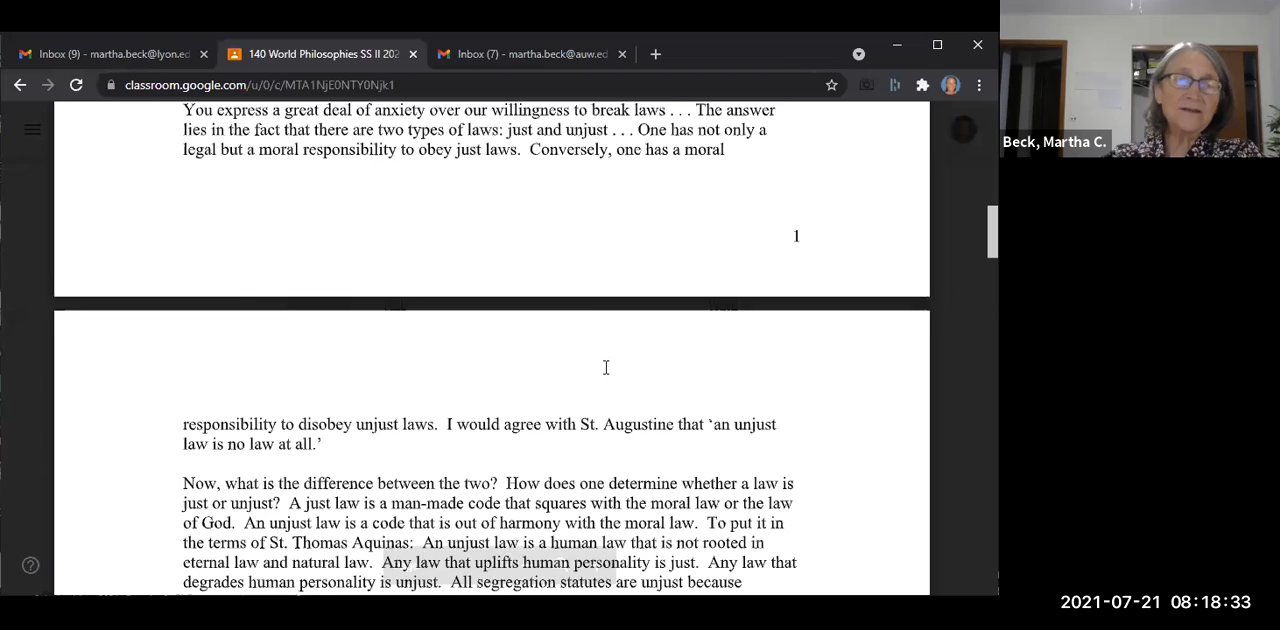 Inbox (9) - martha.beck@lyon.ed
140 World Philosophies SS II 202
Inbox (7) - martha.beck@auw.ed
classroom.google.com/u/0/c/MTA1NjE0NTY0Njk1
You express a great deal of anxiety over our willingness to break laws . . . The answer
lies in the fact that there are two types of laws: just and unjust . . . One has not only a
legal but a moral responsibility to obey just laws. Conversely, one has a moral
1
responsibility to disobey unjust laws. I would agree with St. Augustine that ‘an unjust
law is no law at all.’
Now, what is the difference between the two? How does one determine whether a law is
just or unjust? A just law is a man-made code that squares with the moral law or the law
of God. An unjust law is a code that is out of harmony with the moral law. To put it in
the terms of St. Thomas Aquinas: An unjust law is a human law that is not rooted in
eternal law and natural law. Any law that uplifts human personality is just. Any law that
degrades human personality is unjust. All segregation statutes are unjust because
Beck, Martha C.
2021-07-21 08:18:33